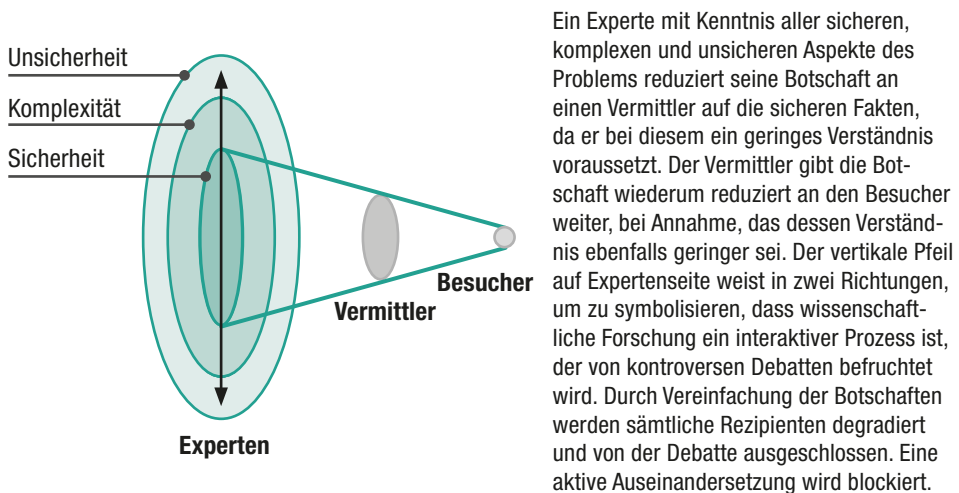 Unsicherheit
Komplexität
Sicherheit
Besucher
Vermittler
Experten
Ein Experte mit Kenntnis aller sicheren,
komplexen und unsicheren Aspekte des
Problems reduziert seine Botschaft an
einen Vermittler auf die sicheren Fakten,
da er bei diesem ein geringes Verständnis
voraussetzt. Der Vermittler gibt die Bot-
schaft wiederum reduziert an den Besucher
weiter, bei Annahme, das dessen Verständ-
nis ebenfalls geringer sei. Der vertikale Pfeil
auf Expertenseite weist in zwei Richtungen,
um zu symbolisieren, dass wissenschaft-
liche Forschung ein interaktiver Prozess ist,
der von kontroversen Debatten befruchtet
wird. Durch Vereinfachung der Botschaften
werden sämtliche Rezipienten degradiert
und von der Debatte ausgeschlossen. Eine
aktive Auseinandersetzung wird blockiert.